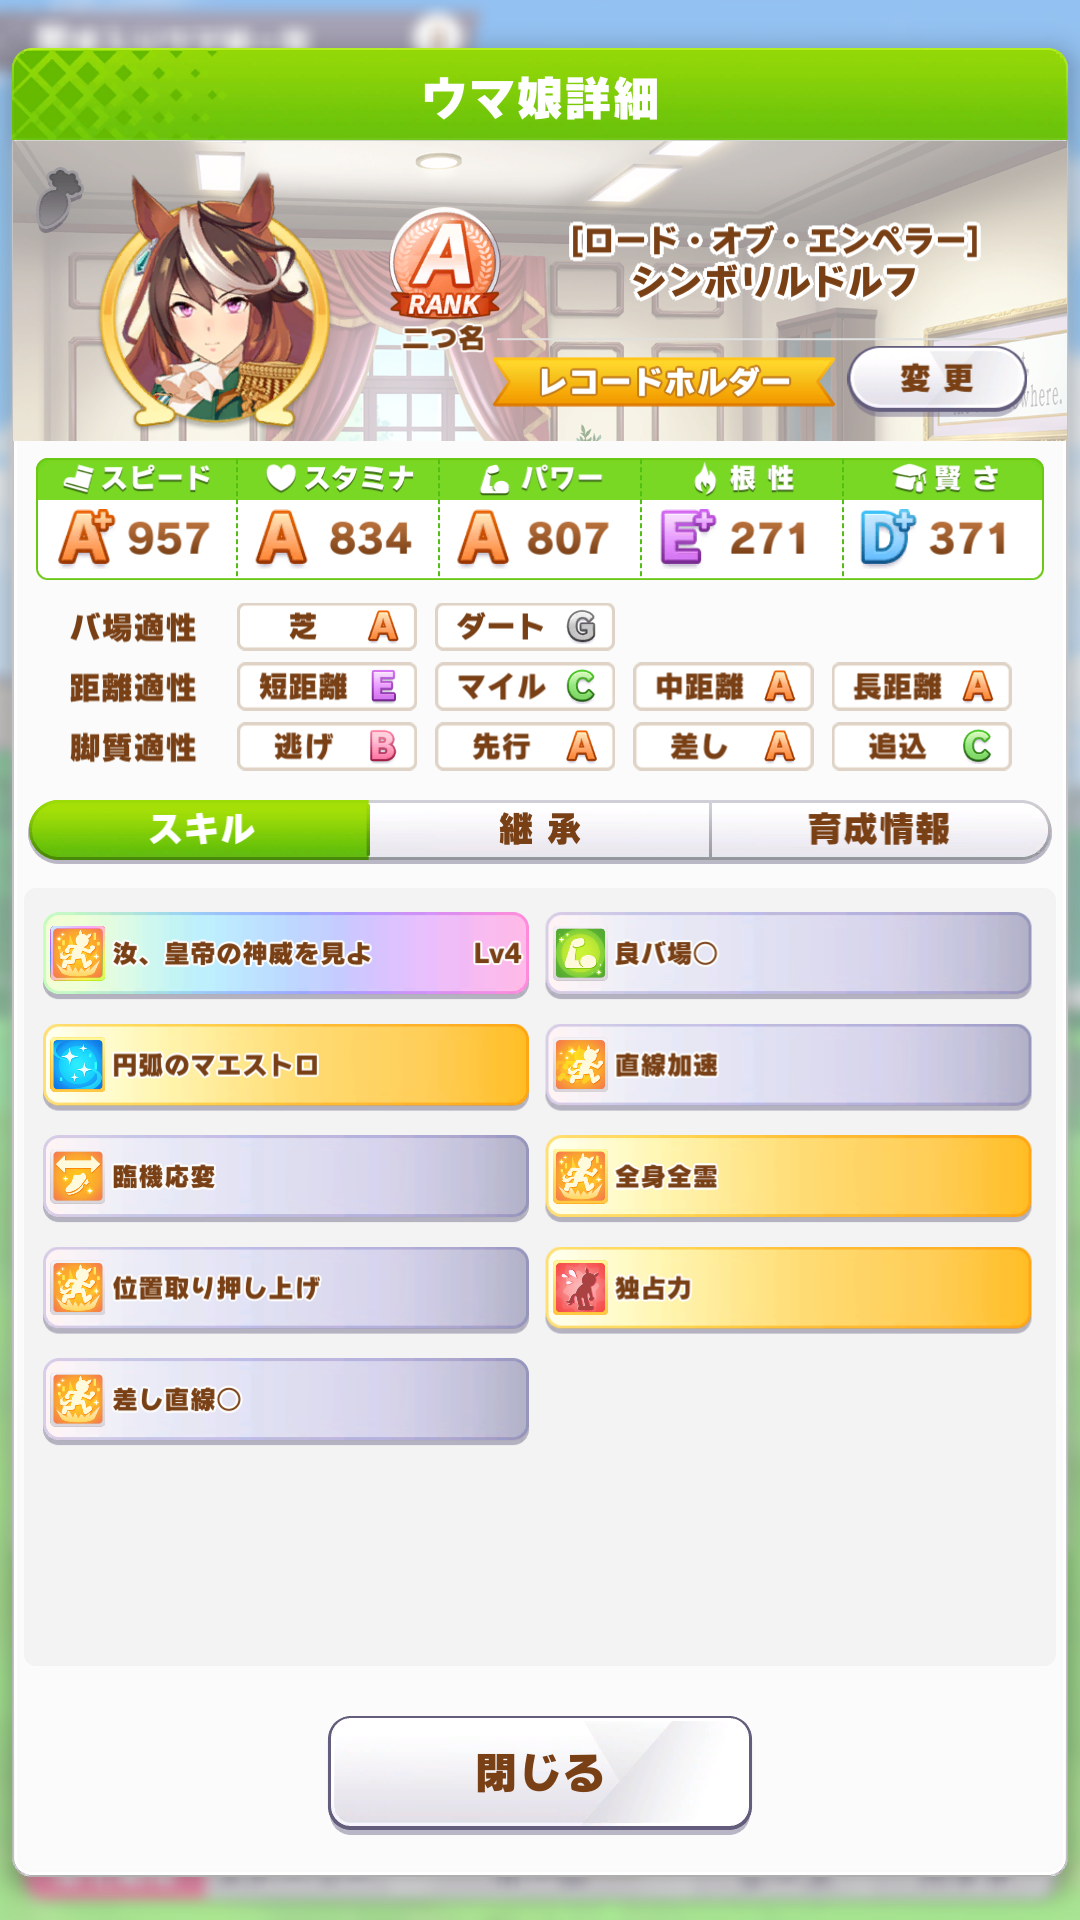 ウマ娘詳細
[ロード・オブ・エンペラー]
シンボリルドルフ
A
RANK
二つ名
レコードホルダー
変更
スピード スタミナ パワー 根性 賢さ
A+ 957 A 834 A 807 E+ 271 D+ 371
バ場適性 芝 A ダート G
距離適性 短距離 E マイル C 中距離 A 長距離 A
脚質適性 逃げ B 先行 A 差し A 追込 C
スキル 継承 育成情報
汝、皇帝の神威を見よ Lv4 良バ場○
円弧のマエストロ 直線加速
臨機応変 全身全霊
位置取り押し上げ 独占力
差し直線○
閉じる